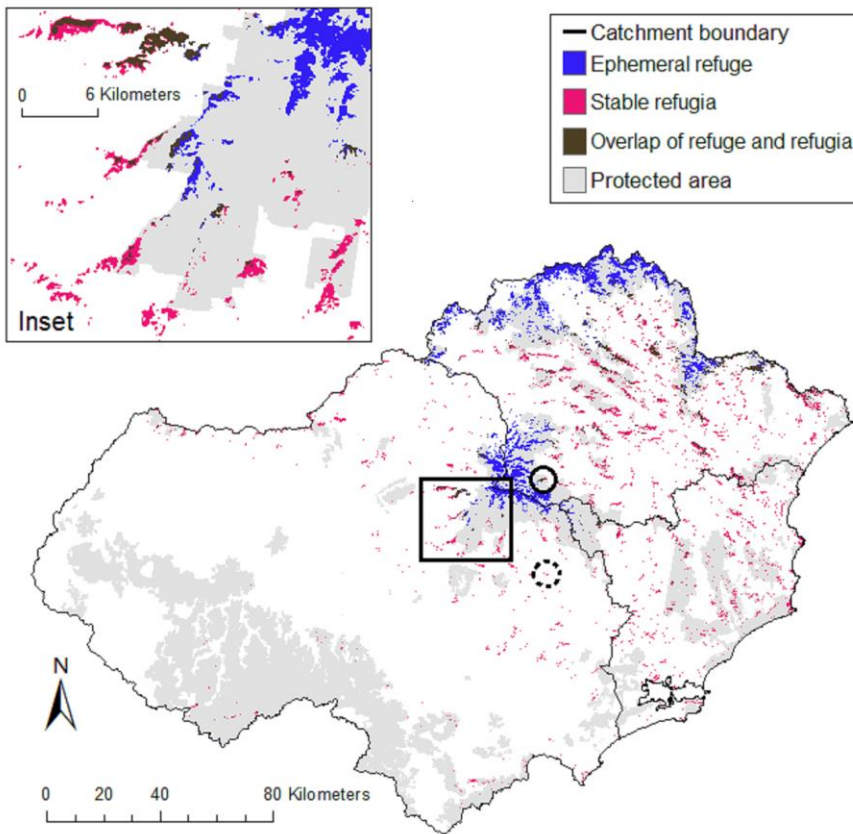 0 6 Kilometers
Inset
Catchment boundary
Ephemeral refuge
Stable refugia
Overlap of refuge and refugia
Protected area
N
0 20 40 80 Kilometers